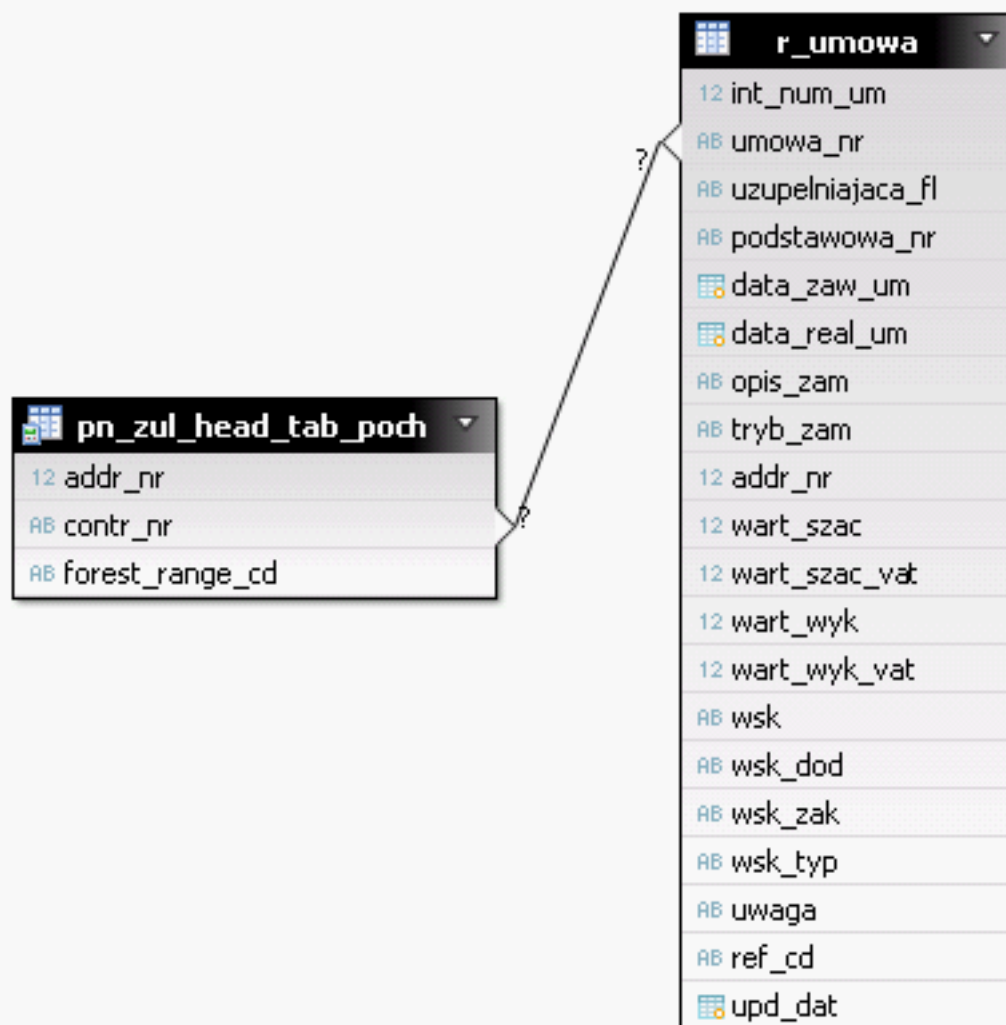 r_umowa
12 int_num_um
AB umowa_nr
AB uzupelniajaca_fl
AB podstawowa_nr
data_zaw_um
data_real_um
AB opis_zam
AB tryb_zam
12 addr_nr
12 wart_szac
12 wart_szac_vat
12 wart_wyk
12 wart_wyk_vat
AB wsk
AB wsk_dod
AB wsk_zak
AB wsk_typ
AB uwaga
AB ref_cd
upd_dat
?
?
pn_zul_head_tab_poch
12 addr_nr
AB contr_nr
AB forest_range_cd